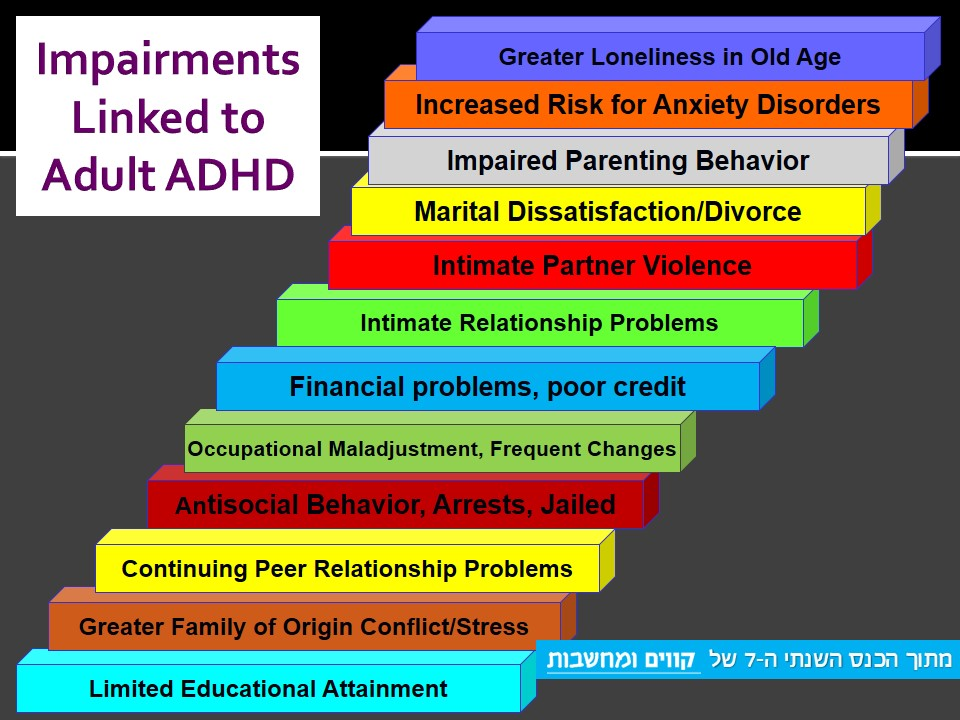 Impairments
Linked to
Adult ADHD
Greater Loneliness in Old Age
Increased Risk for Anxiety Disorders
Impaired Parenting Behavior
Marital Dissatisfaction/Divorce
Intimate Partner Violence
Intimate Relationship Problems
Financial problems, poor credit
Occupational Maladjustment, Frequent Changes
Antisocial Behavior, Arrests, Jailed
Continuing Peer Relationship Problems
Greater Family of Origin Conflict/Stress
Limited Educational Attainment
מתוך הכנס השנתי ה-7 של קווים ומחשבות